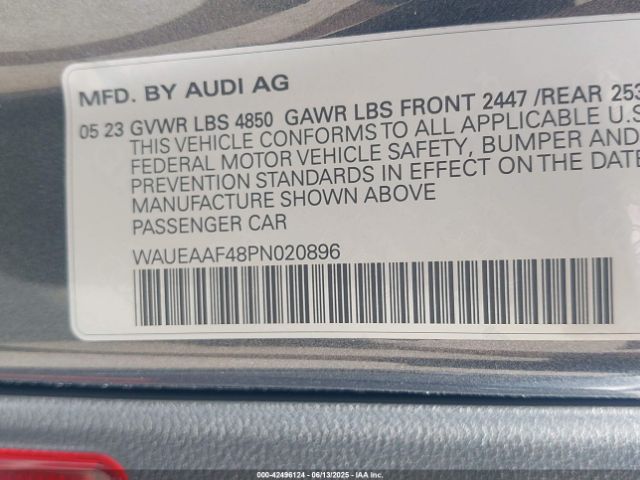 MFD. BY AUDI AG
05 23 GVWR LBS 4850 GAWR LBS FRONT 2447 /REAR 253
THIS VEHICLE CONFORMS TO ALL APPLICABLE U.S
FEDERAL MOTOR VEHICLE SAFETY, BUMPER AND
PREVENTION STANDARDS IN EFFECT ON THE DATE
MANUFACTURE SHOWN ABOVE
PASSENGER CAR
WAUEAAF48PN020896
000-42496124 - 06/13/2025 - IAAI.COM